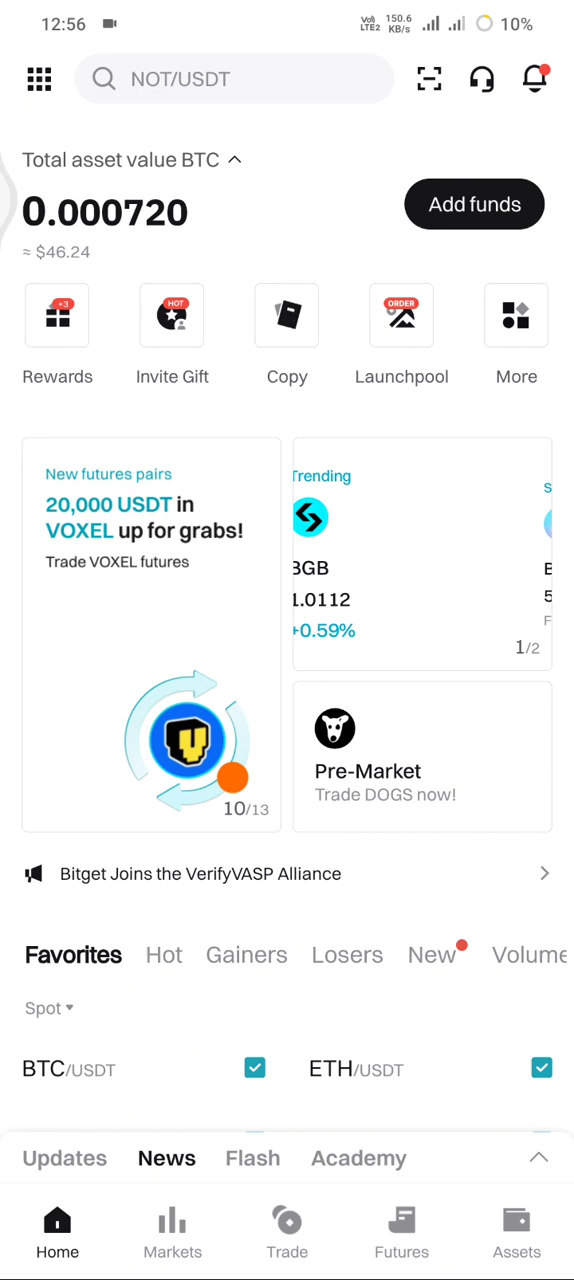 12:56
Vo) LTE2 150.6 KB/s 10%
NOT/USDT
Total asset value BTC
0.000720
Add funds
≈ $46.24
+3 HOT ORDER
Rewards Invite Gift Copy Launchpool More
New futures pairs
20,000 USDT in
VOXEL up for grabs!
Trade VOXEL futures
10/13
Trending
BGB
1.0112
+0.59%
1/2
Pre-Market
Trade DOGS now!
Bitget Joins the VerifyVASP Alliance
Favorites Hot Gainers Losers New Volume
Spot
BTC/USDT ETH/USDT
Updates News Flash Academy
Home Markets Trade Futures Assets